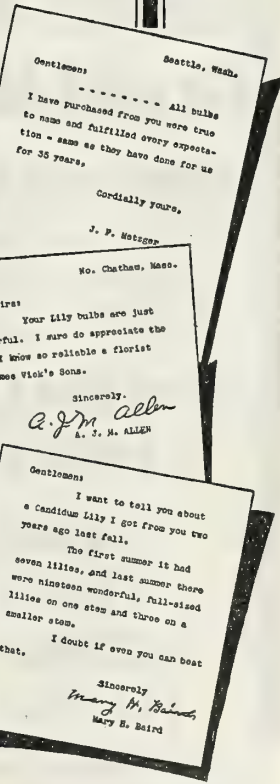 Seattle, Wash.
Gentlemen:
- - - - - - - - All bulbs
I have purchased from you were true
to name and fulfilled every expecta-
tion - same as they have done for us
for 35 years,
Cordially yours,
J. P. Metzger
No. Chatham, Mass.
irs:
Your Lily bulbs are just
rful. I sure do appreciate the
I know so reliable a florist
mes Vick's Sons.
Sincerely.
A. J. M. Allen
A. J. M. ALLEN
Gentlemen:
I want to tell you about
a Candidum Lily I got from you two
years ago last fall.
The first summer it had
seven lilies, and last summer there
were nineteen wonderful, full-sized
lilies on one stem and three on a
smaller stem.
I doubt if even you can beat
that.
Sincerely
Mary H. Baird
Mary H. Baird